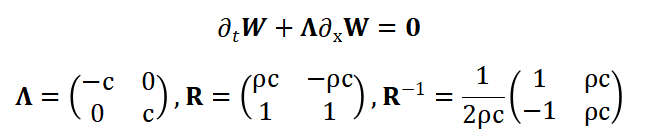 ∂ₜW + Λ∂ₓW = 0
Λ = (−c 0; 0 c), R = (ρc −ρc; 1 1), R⁻¹ = 1/(2ρc) (1 ρc; −1 ρc)